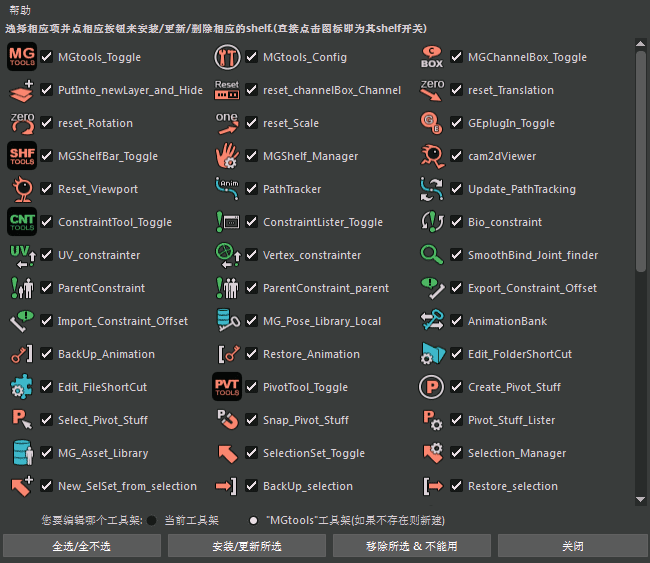 帮助
选择相应项并点相应按钮来安装/更新/删除相应的shelf.(直接点击图标即为其shelf开关)
MG TOOLS MGtools_Toggle MGtools_Config BOX MGChannelBox_Toggle
PutInto_newLayer_and_Hide Reset reset_channelBox_Channel zero reset_Translation
zero reset_Rotation one reset_Scale G GEplugIn_Toggle
SHF TOOLS MGShelfBar_Toggle MGShelf_Manager cam2dViewer
Reset_Viewport Anim PathTracker Update_PathTracking
CNT TOOLS ConstraintTool_Toggle ConstraintLister_Toggle Bio_constraint
UV UV_constrainter Vertex_constrainter SmoothBind_Joint_finder
ParentConstraint ParentConstraint_parent Export_Constraint_Offset
Import_Constraint_Offset MG_Pose_Library_Local AnimationBank
BackUp_Animation Restore_Animation Edit_FolderShortCut
Edit_FileShortCut PVT TOOLS PivotTool_Toggle P Create_Pivot_Stuff
P Select_Pivot_Stuff P Snap_Pivot_Stuff P Pivot_Stuff_Lister
MG_Asset_Library SelectionSet_Toggle Selection_Manager
New_SelSet_from_selection BackUp_selection Restore_selection
您要编辑哪个工具架: 当前工具架 "MGtools"工具架(如果不存在则新建)
全选/全不选 安装/更新所选 移除所选 & 不能用 关闭